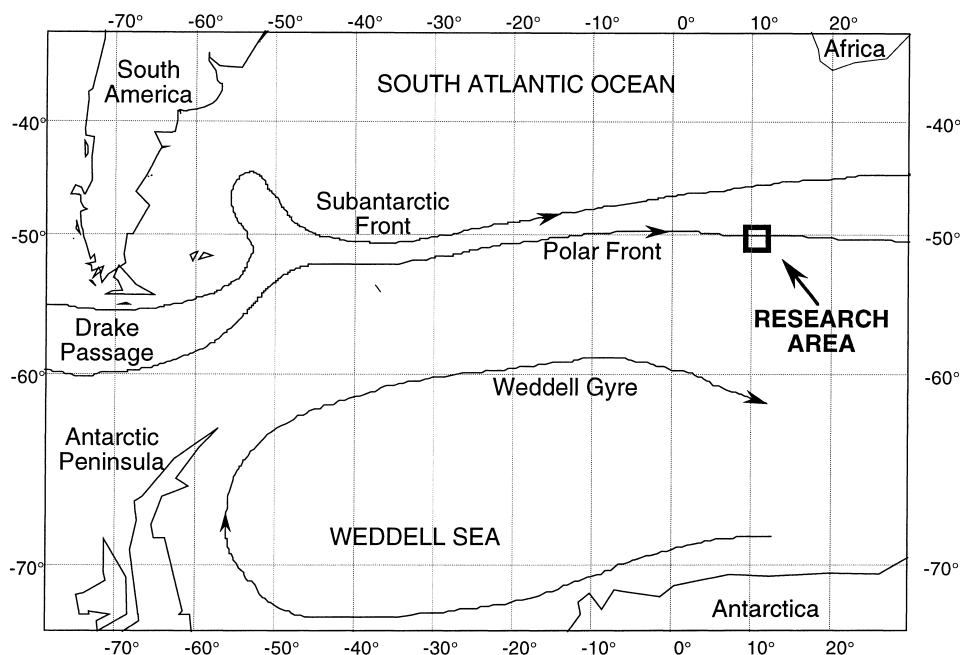 -70° -60° -50° -40° -30° -20° -10° 0° 10° 20°
South
America
SOUTH ATLANTIC OCEAN
Africa
-40° -40°
Subantarctic
Front
-50° -50°
Polar Front
RESEARCH
AREA
Drake
Passage
-60° -60°
Weddell Gyre
Antarctic
Peninsula
WEDDELL SEA
-70° -70°
Antarctica
-70° -60° -50° -40° -30° -20° -10° 0° 10° 20°